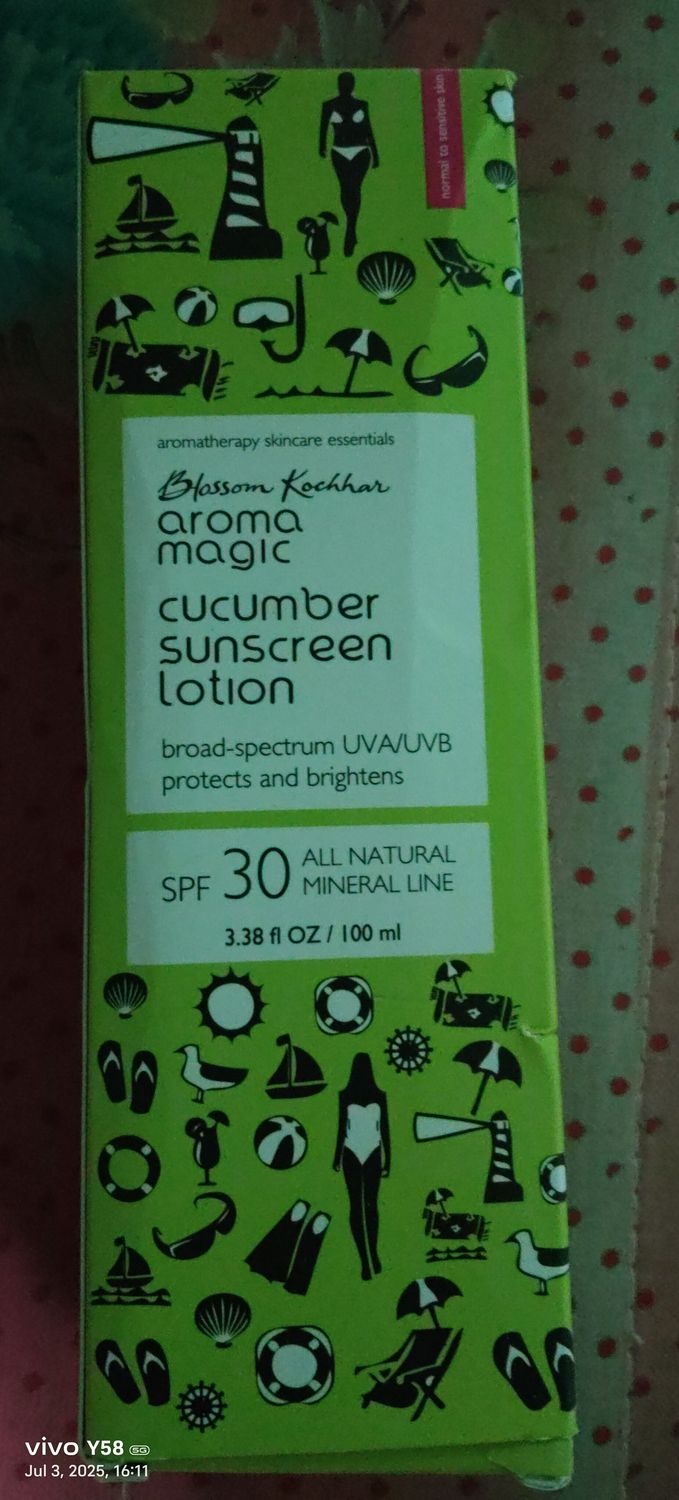 normal to sensitive skin
aromatherapy skincare essentials
Blossom Kochhar
aroma
magic
cucumber
sunscreen
lotion
broad-spectrum UVA/UVB
protects and brightens
SPF 30 ALL NATURAL
MINERAL LINE
3.38 fl OZ / 100 ml
vivo Y58 5G
Jul 3, 2025, 16:11